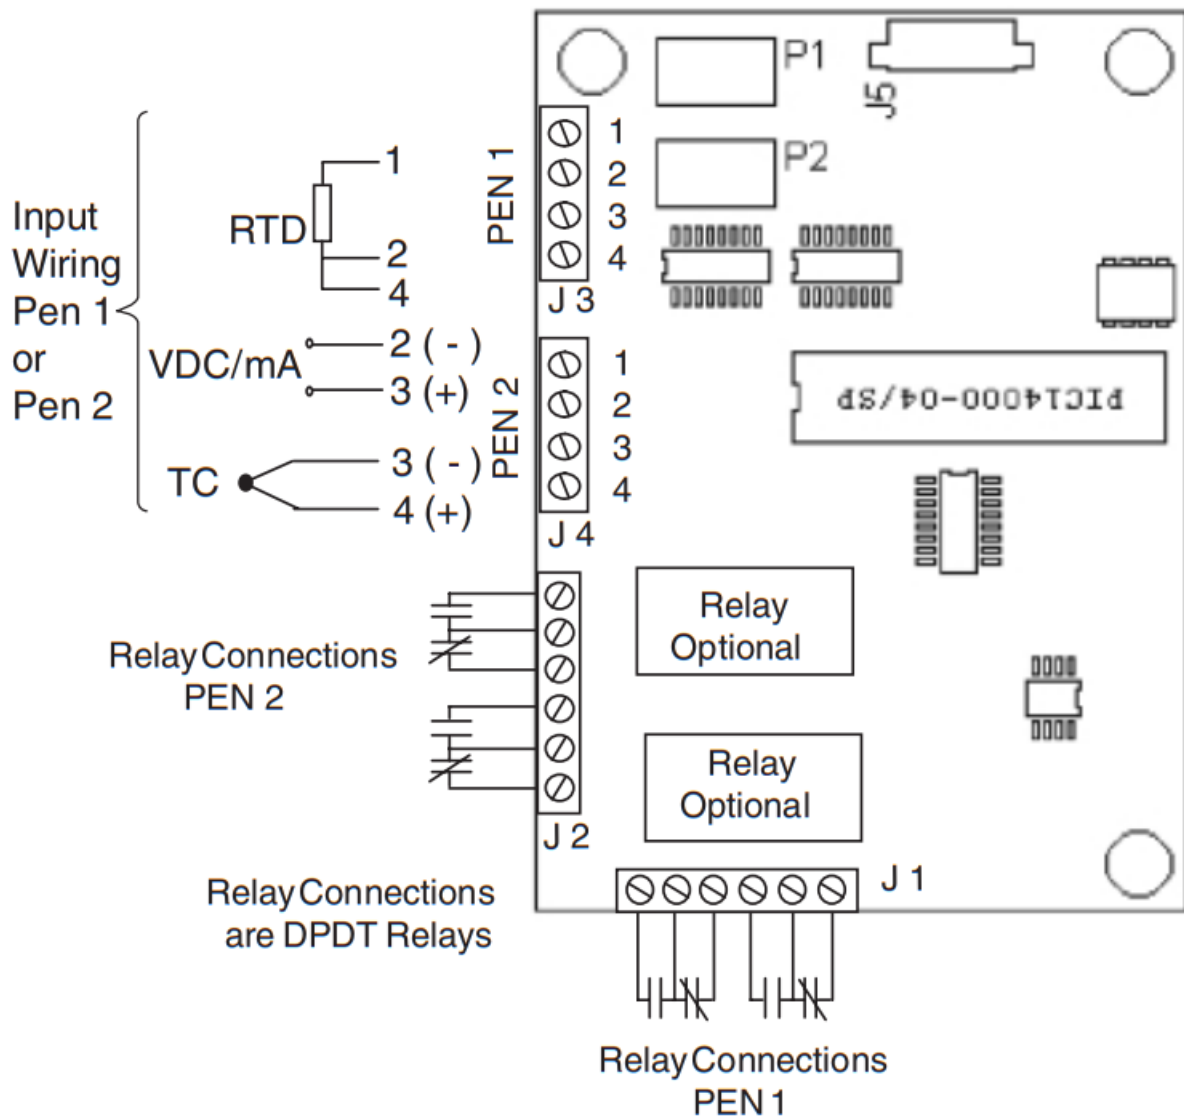 P1
J5
P2
PEN 1
1
2
3
4
J 3
Input
Wiring
Pen 1
or
Pen 2
RTD
1
2
4
VDC/mA
2 ( - )
3 (+)
TC
3 ( - )
4 (+)
PEN 2
1
2
3
4
J 4
PIC14000-04/SP
Relay
Optional
Relay Connections
PEN 2
Relay
Optional
J 2
J 1
Relay Connections
are DPDT Relays
Relay Connections
PEN 1